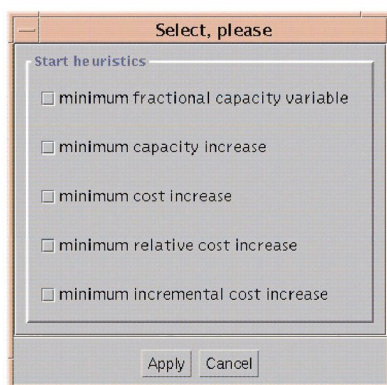 Select, please
Start heuristics
minimum fractional capacity variable
minimum capacity increase
minimum cost increase
minimum relative cost increase
minimum incremental cost increase
Apply Cancel